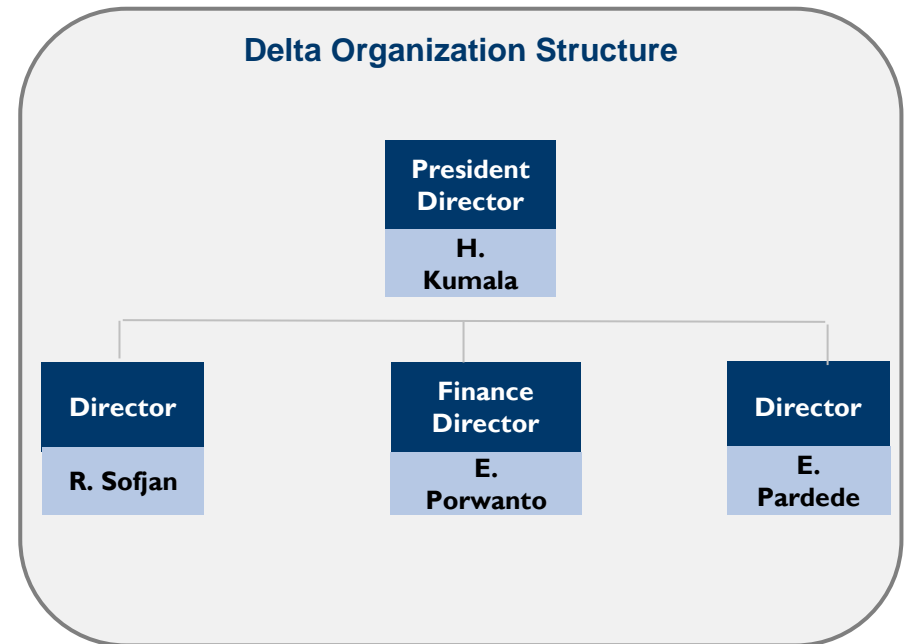 Delta Organization Structure
President
Director
H.
Kumala
Director
R. Sofjan
Finance
Director
E.
Porwanto
Director
E.
Pardede